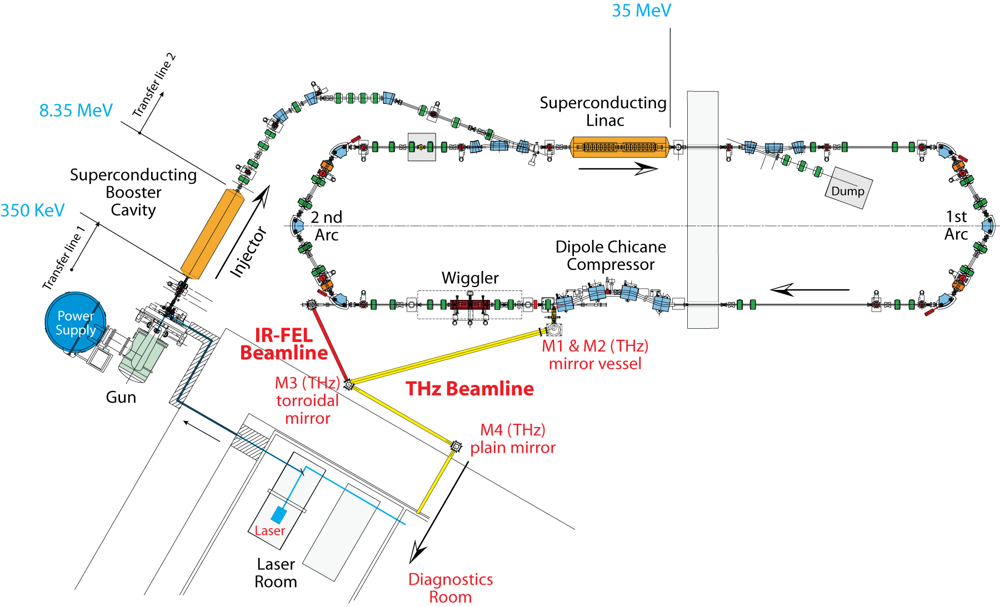 35 MeV
Transfer line 2
8.35 MeV
Superconducting
Linac
Superconducting
Booster
Cavity
350 KeV
Transfer line 1
Injector
Dump
2 nd
Arc
1st
Arc
Dipole Chicane
Compressor
Wiggler
Power
Supply
IR-FEL
Beamline
M1 & M2 (THz)
mirror vessel
M3 (THz)
torroidal
mirror
THz Beamline
Gun
M4 (THz)
plain mirror
Laser
Laser
Room
Diagnostics
Room